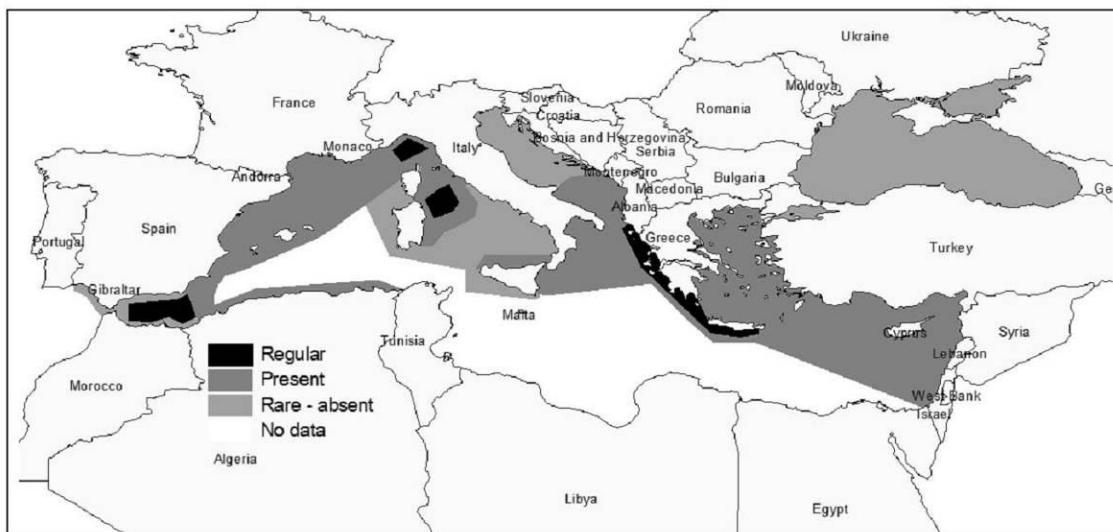 Ukraine
France
Moldova
Slovenia
Romania
Croatia
Monaco
Italy
Bosnia and Herzegovina
Serbia
Andorra
Montenegro
Bulgaria
Ge
Macedonia
Albania
Portugal
Spain
Greece
Turkey
Gibraltar
Malta
Cyprus
Syria
Lebanon
Tunisia
Regular
Morocco
Present
West Bank
Israel
Rare - absent
No data
Algeria
Libya
Egypt